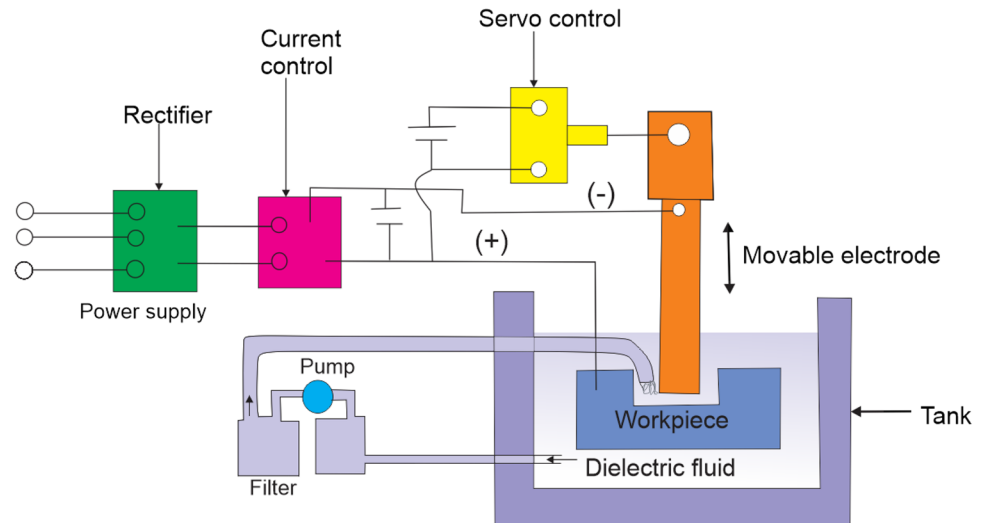 Servo control
Current
control
Rectifier
(-)
(+)
Movable electrode
Power supply
Pump
Tank
Workpiece
Dielectric fluid
Filter